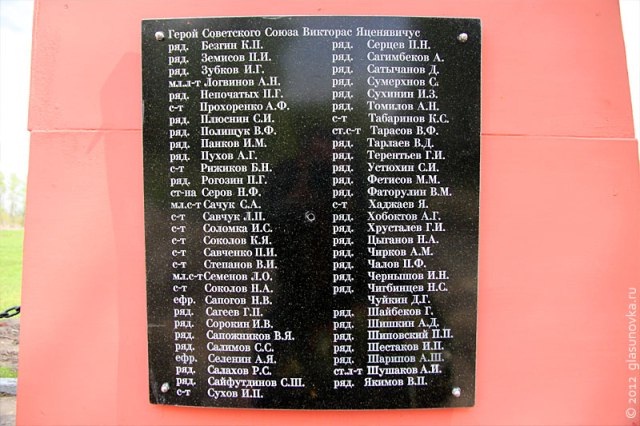 Герой Советского Союза Викторас Яценявичус
ряд. Безгин К.П.
ряд. Земисов П.И.
ряд. Зубков И.Г.
мл.л-т Логвинов А.Н.
ряд. Непочатых П.Г.
с-т Прохоренко А.Ф.
ряд. Плюснин С.И.
ряд. Полищук В.Ф.
ряд. Панков И.М.
ряд. Пухов А.Г.
с-т Рижиков Б.Н.
ряд. Рогозин П.Г.
ст-на Серов Н.Ф.
мл.с-т Сачук С.А.
с-т Савчук Л.П.
с-т Соломка И.С.
с-т Соколов К.Я.
с-т Савченко П.И.
с-т Степанов В.И.
мл.с-т Семенов Л.О.
с-т Соколов Н.А.
ефр. Сапогов Н.В.
ряд. Сагеев Г.П.
ряд. Сорокин И.В.
ряд. Сапожников В.Я.
ряд. Салимов С.С.
ефр. Селенин А.Я.
ряд. Салахов Р.С.
ряд. Сайфутдинов С.Ш.
с-т Сухов И.П.
ряд. Серцев П.Н.
ряд. Сагимбеков А.
ряд. Сатычанов Д.
ряд. Сумерхиов С.
ряд. Сухинин И.З.
ряд. Томилов А.Н.
с-т Табаринов К.С.
ст.с-т Тарасов В.Ф.
ряд. Тарлаев В.Д.
ряд. Терентьев Г.И.
ряд. Устюхин С.И.
ряд. Фетисов М.М.
ряд. Фаторулин В.М.
с-т Хаджаев Я.
ряд. Хобоктов А.Г.
ряд. Хрусталев Г.И.
ряд. Цыганов Н.А.
ряд. Чирков А.М.
ряд. Чалов П.Ф.
ряд. Чернышов И.Н.
ряд. Чигбинцев Н.С.
Чуйкин Д.Г.
ряд. Шайбеков Г.
ряд. Шишкин А.Д.
ряд. Шиповский П.П.
ряд. Шестаков И.П.
ряд. Шарипов А.Ш.
ст.л-т Шушаков А.И.
ряд. Якимов В.П.
© 2012 glasunovka.ru